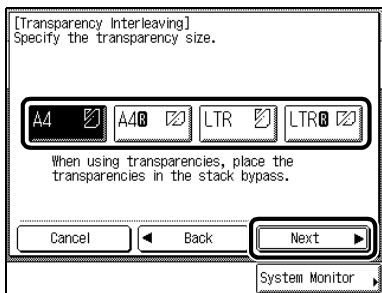 [Transparency Interleaving]
Specify the transparency size.
A4 A4R LTR LTRR
When using transparencies, place the
transparencies in the stack bypass.
Cancel ◀ Back Next ▶
System Monitor